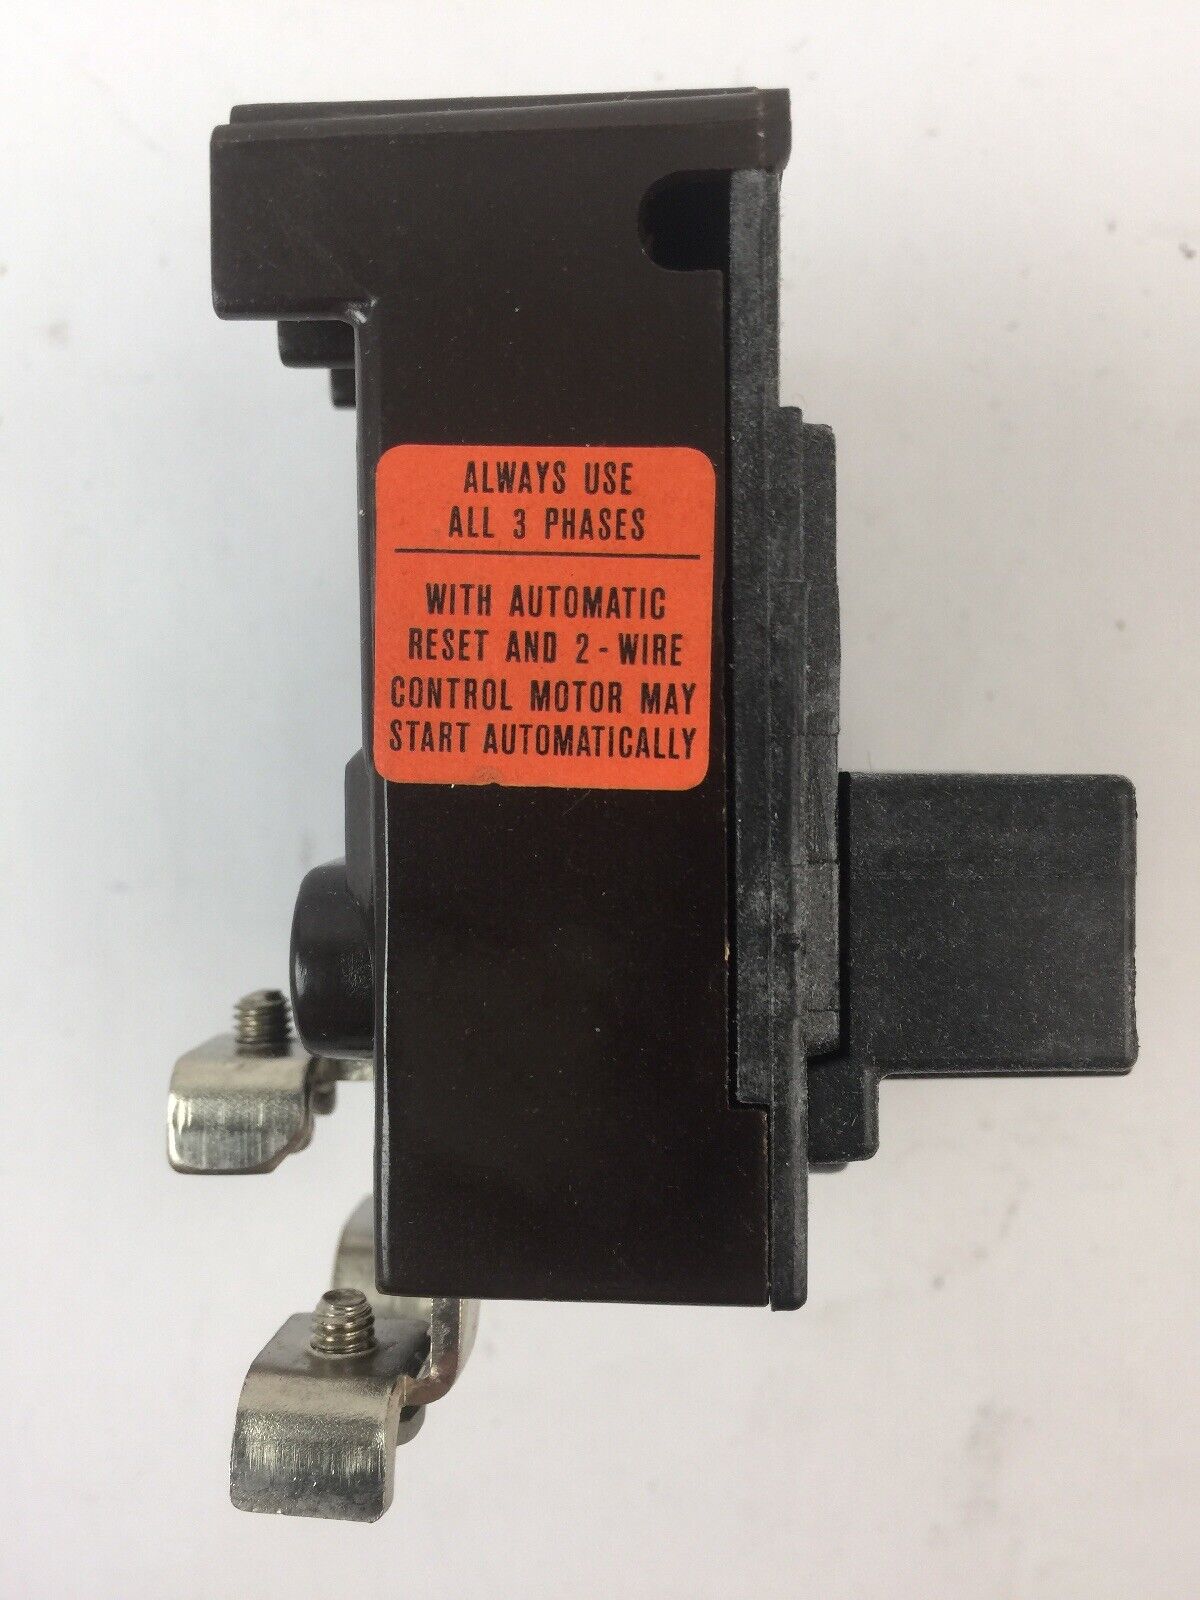 ALWAYS USE
ALL 3 PHASES
WITH AUTOMATIC
RESET AND 2-WIRE
CONTROL MOTOR MAY
START AUTOMATICALLY